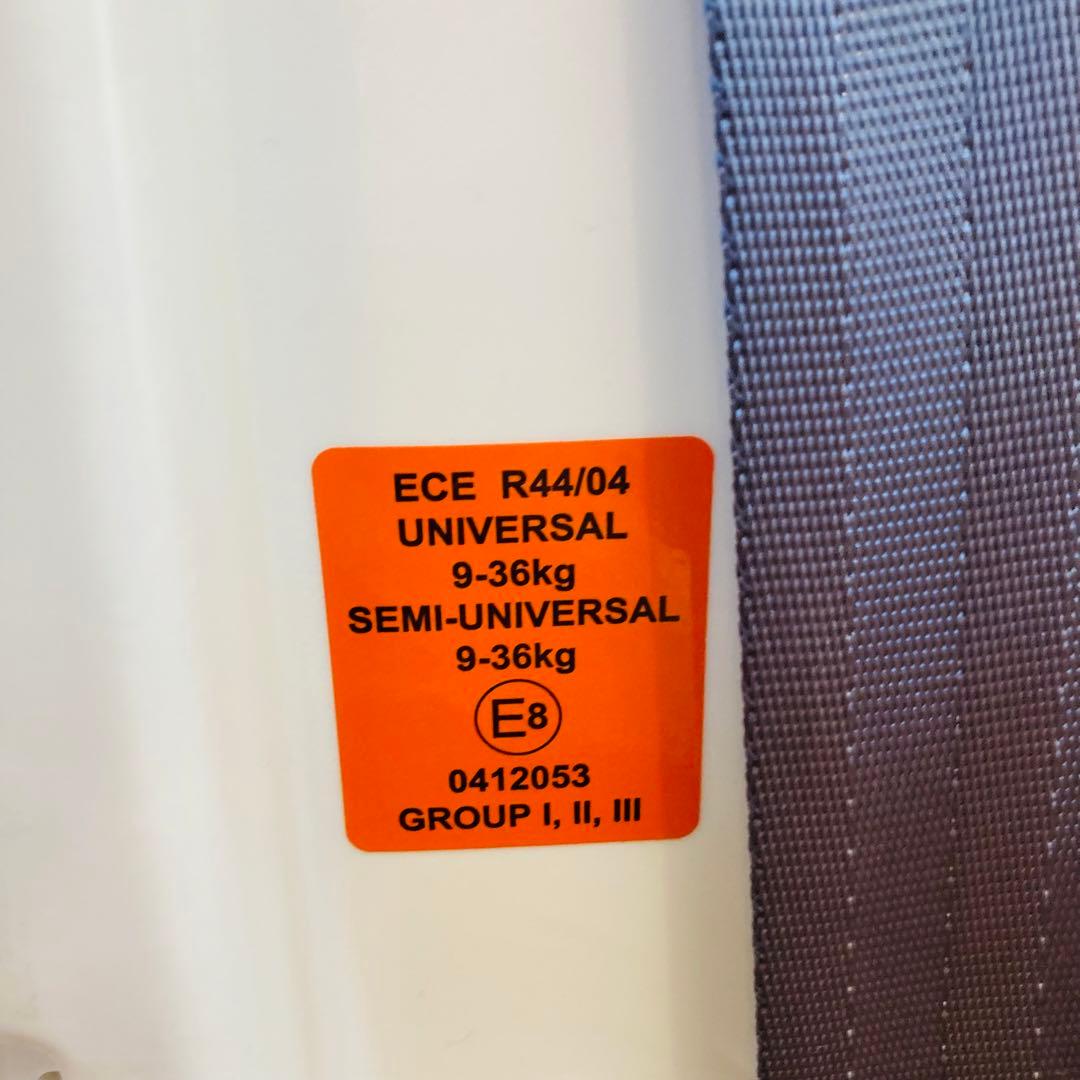 ECE R44/04
UNIVERSAL
9-36kg
SEMI-UNIVERSAL
9-36kg
E8
0412053
GROUP I, II, III